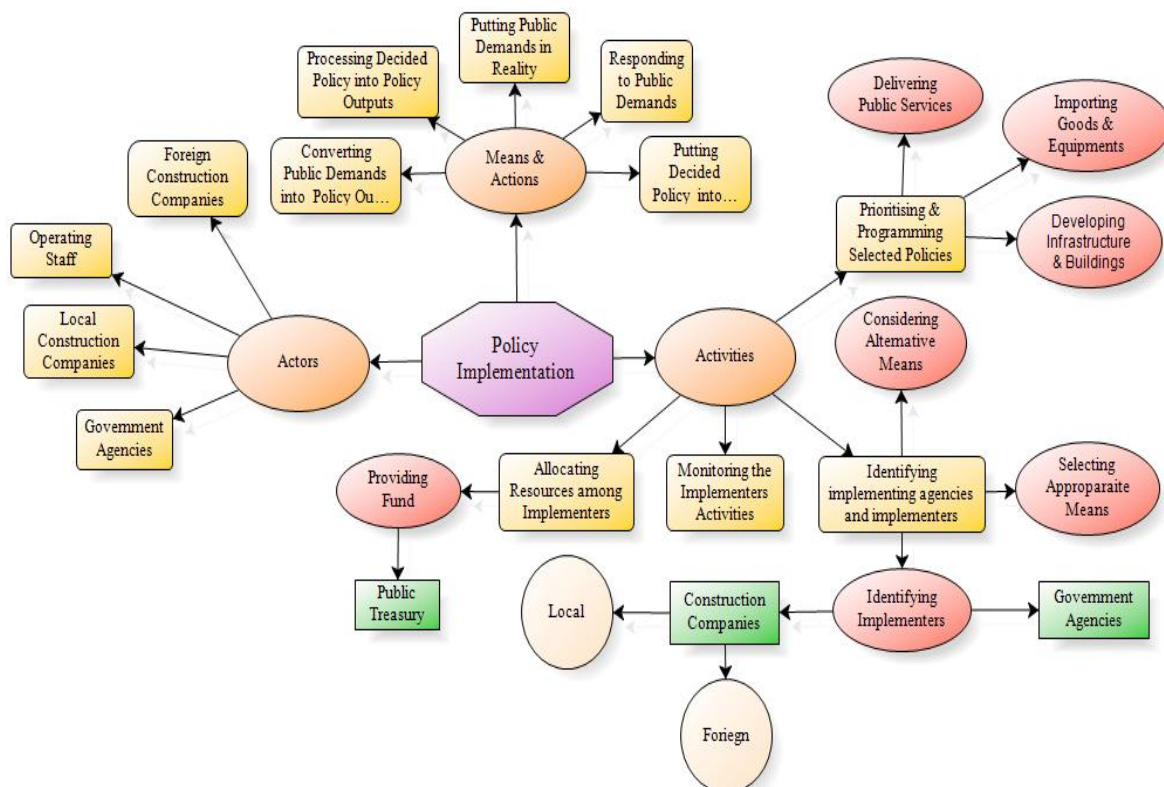 Putting Public
Demands in
Reality
Processing Decided
Policy into Policy
Outputs
Responding
to Public
Demands
Delivering
Public Services
Importing
Goods &
Equipments
Foreign
Construction
Companies
Converting
Public Demands
into Policy Ou...
Means &
Actions
Putting
Decided
Policy into...
Prioritising &
Programming
Selected Policies
Developing
Infrastructure
& Buildings
Operating
Staff
Local
Construction
Companies
Actors
Policy
Implementation
Activities
Considering
Alternative
Means
Government
Agencies
Providing
Fund
Allocating
Resources among
Implementers
Monitoring the
Implementers
Activities
Identifying
implementing agencies
and implementers
Selecting
Approparaite
Means
Public
Treasury
Local
Construction
Companies
Identifying
Implementers
Government
Agencies
Foriegn